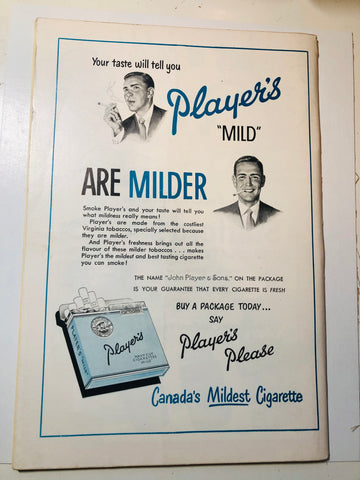 Your taste will tell you
Player's
"MILD"
ARE MILDER
Smoke Player's and your taste will tell you
what mildness really means!
Player's are made from the costliest
Virginia tobaccos, specially selected because
they are milder.
And Player's freshness brings out all the
flavour of these milder tobaccos . . . makes
Player's the mildest and best tasting cigarette
you can smoke!
THE NAME "John Player & Sons," ON THE PACKAGE
IS YOUR GUARANTEE THAT EVERY CIGARETTE IS FRESH
BUY A PACKAGE TODAY...
SAY
Player's
Please
Player's
NAVY CUT
CIGARETTES
"MILD"
Canada's Mildest Cigarette